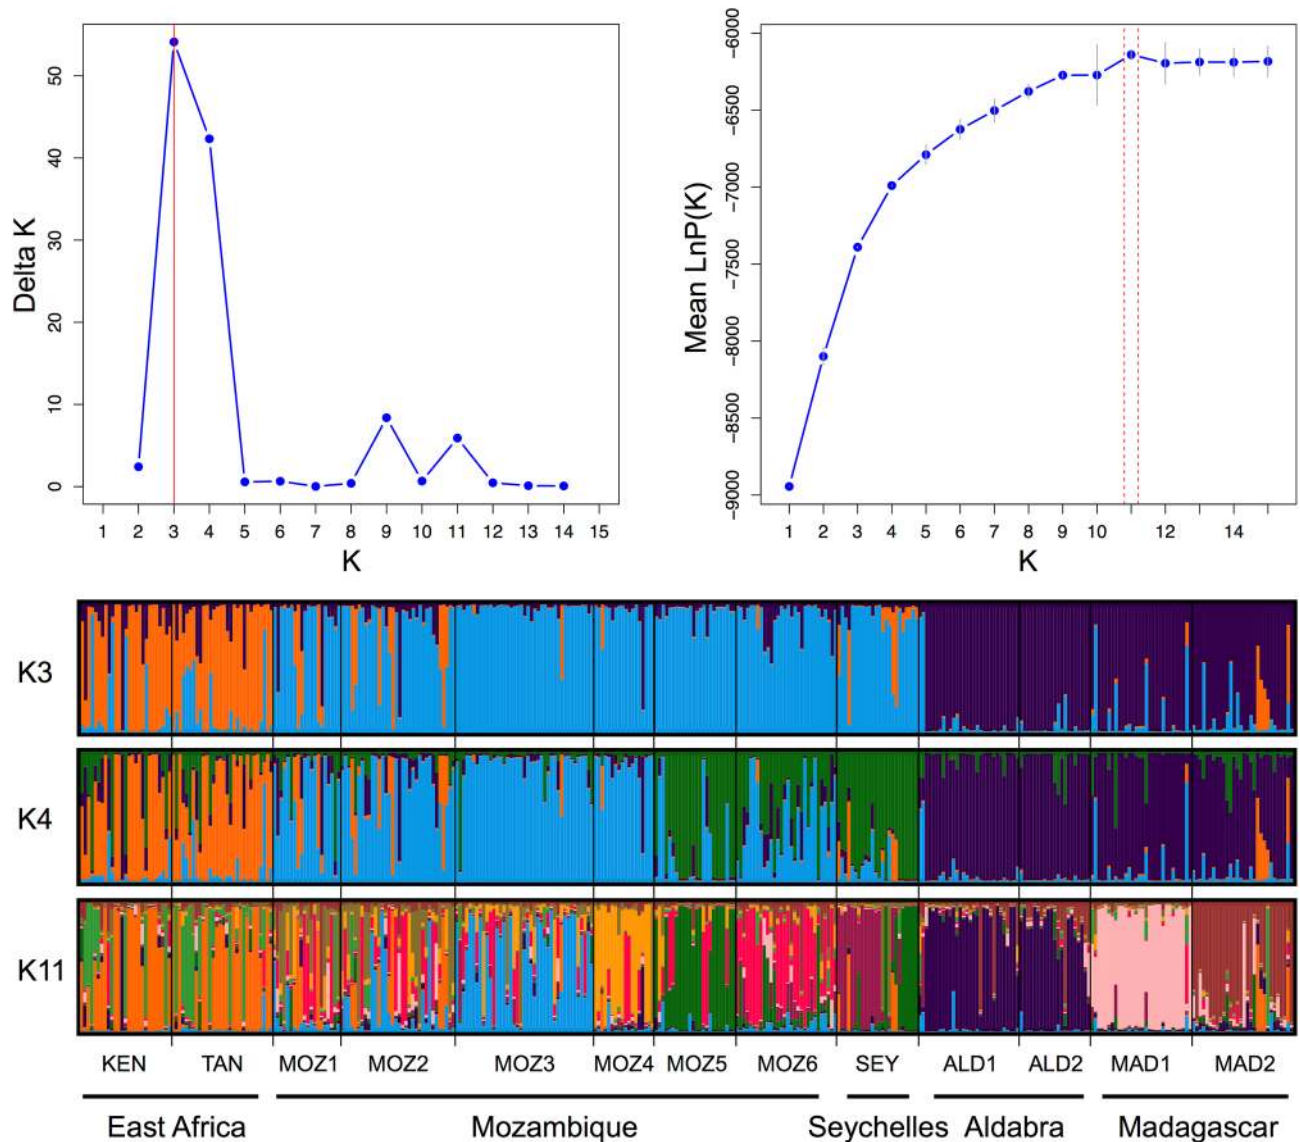 Delta K
50
40
30
20
10
0
1 2 3 4 5 6 7 8 9 10 11 12 13 14 15
K
Mean LnP(K)
-6000
-6500
-7000
-7500
-8000
-8500
-9000
1 2 3 4 5 6 7 8 9 10 12 14
K
K3
K4
K11
KEN TAN MOZ1 MOZ2 MOZ3 MOZ4 MOZ5 MOZ6 SEY ALD1 ALD2 MAD1 MAD2
East Africa Mozambique Seychelles Aldabra Madagascar